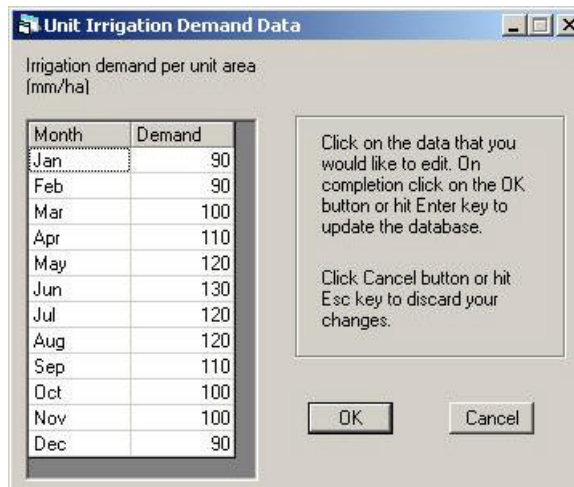 Unit Irrigation Demand Data
Irrigation demand per unit area
(mm/ha)
Month Demand
Jan 90
Feb 90
Mar 100
Apr 110
May 120
Jun 130
Jul 120
Aug 120
Sep 110
Oct 100
Nov 100
Dec 90
Click on the data that you
would like to edit. On
completion click on the OK
button or hit Enter key to
update the database.
Click Cancel button or hit
Esc key to discard your
changes.
OK
Cancel